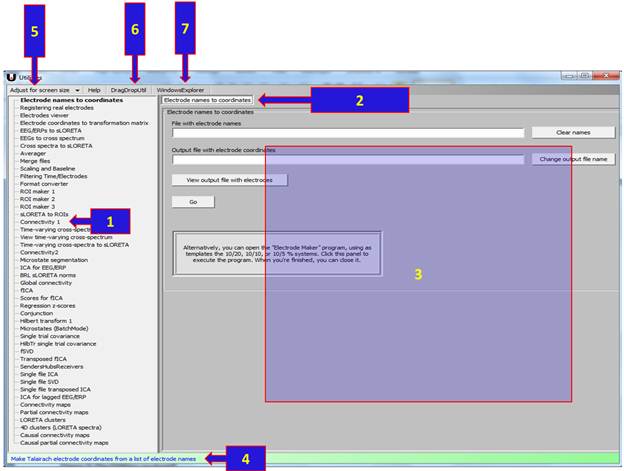 5
6
7
Utilities
Adjust for screen size Help DragDropUtil WindowsExplorer
Electrode names to coordinates
Registering real electrodes
Electrodes viewer
Electrode coordinates to transformation matrix
EEG/ERPs to sLORETA
EEGs to cross spectrum
Cross spectra to sLORETA
Averager
Merge files
Scaling and Baseline
Filtering Time/Electrodes
Format converter
ROI maker 1
ROI maker 2
ROI maker 3
sLORETA to ROIs
Connectivity 1
Time-varying cross-spect
View time-varying cross-spectrum
Time-varying cross-spectra to sLORETA
Connectivity2
Microstate segmentation
ICA for EEG/ERP
BRL sLORETA norms
Global connectivity
fICA
Scores for fICA
Regression z-scores
Conjunction
Hilbert transform 1
Microstates (BatchMode)
Single trial covariance
HilbTr single trial covariance
fSVD
Transposed fICA
SendersHubsReceivers
Single file ICA
Single file SVD
Single file transposed ICA
ICA for lagged EEG/ERP
Connectivity maps
Partial connectivity maps
LORETA clusters
4D clusters (LORETA spectra)
Causal connectivity maps
Causal partial connectivity maps
1
Electrode names to coordinates
2
Electrode names to coordinates
File with electrode names
Clear names
Output file with electrode coordinates
Change output file name
View output file with electrodes
Go
Alternatively, you can open the "Electrode Maker" program, using as
templates the 10/20, 10/10, or 10/5 % systems. Click this panel to
execute the program. When you're finished, you can close it.
3
Make Talairach electrode coordinates from a list of electrode names
4